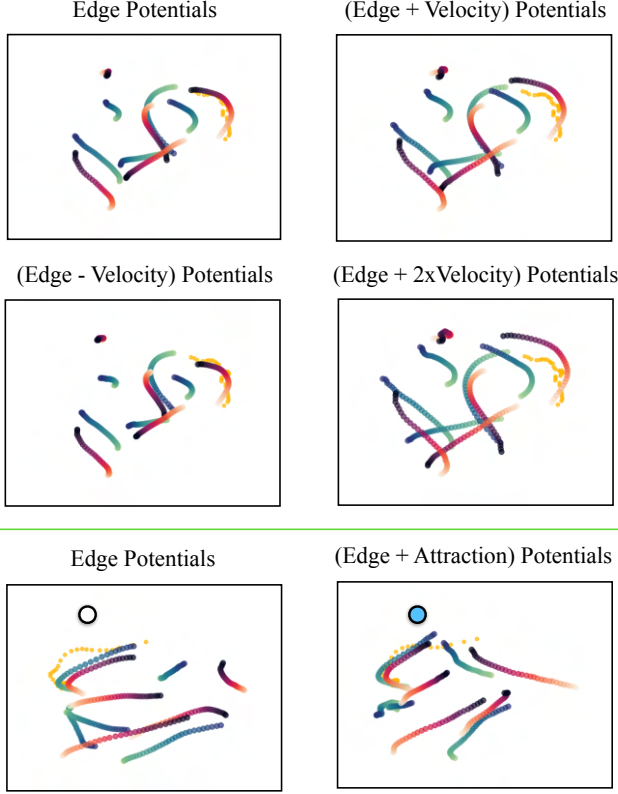 Edge Potentials
(Edge + Velocity) Potentials
(Edge - Velocity) Potentials
(Edge + 2xVelocity) Potentials
Edge Potentials
(Edge + Attraction) Potentials